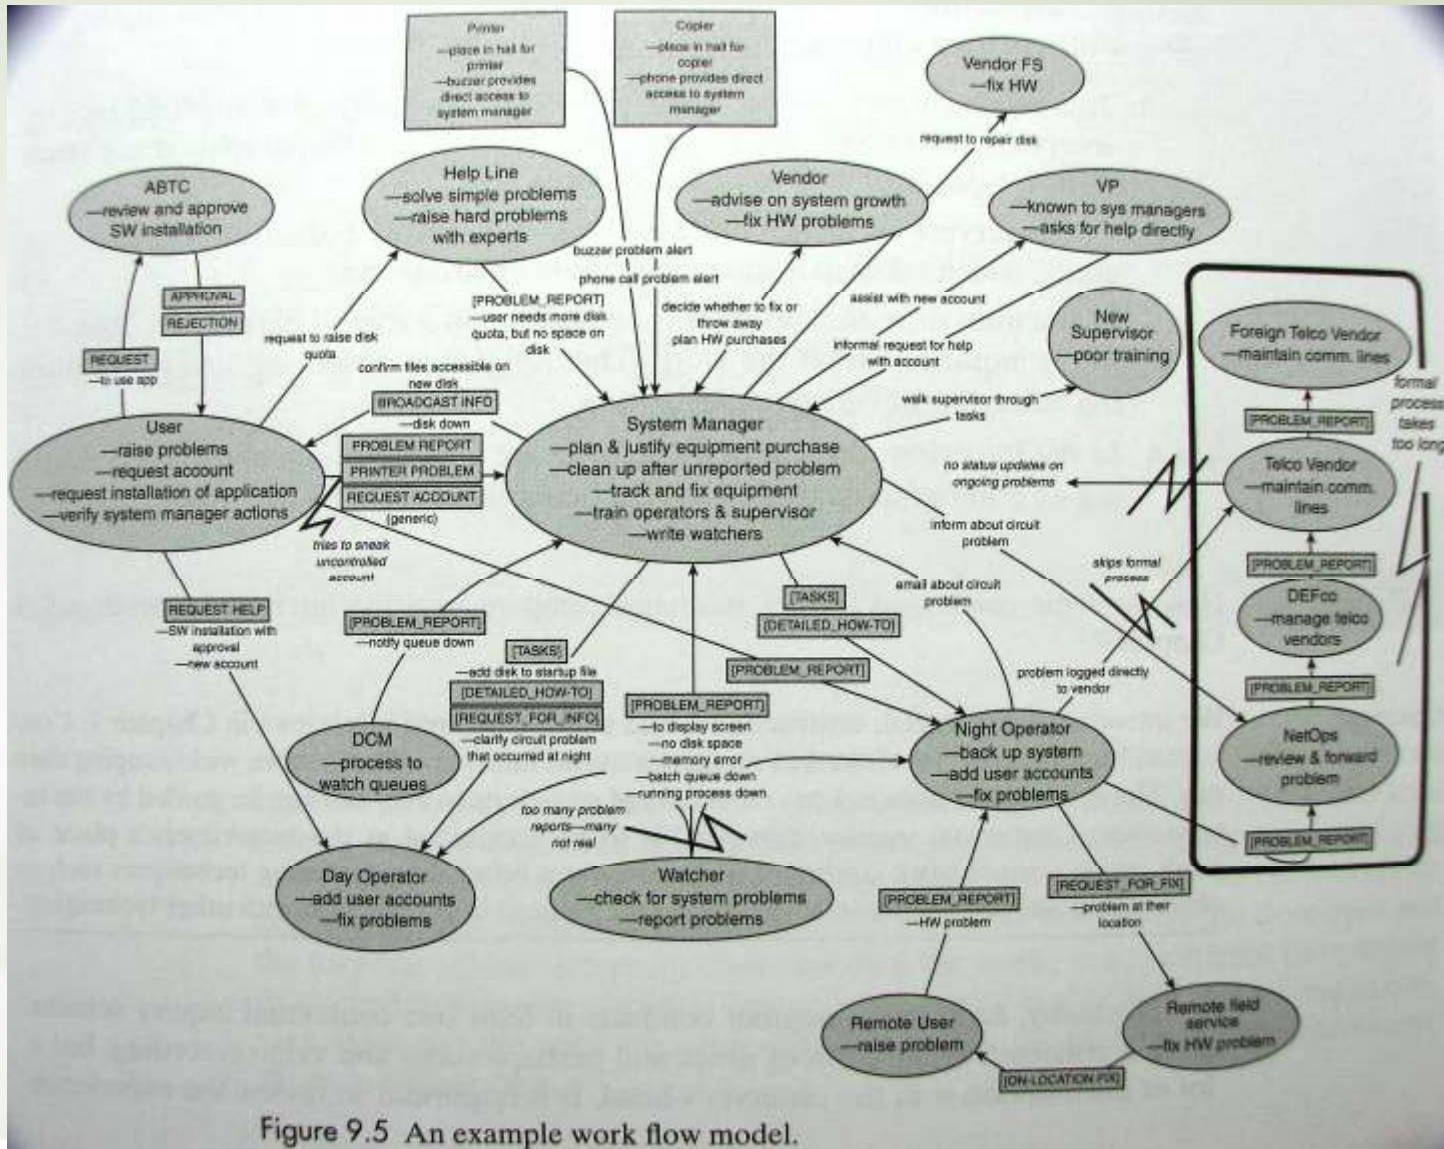 Printer
—place in hall for
printer
—buzzer provides
direct access to
system manager
Copier
—place in hall for
copier
—phone provides direct
access to system
manager
Vendor FS
—fix HW
request to repair disk
ABTC
—review and approve
SW installation
Help Line
—solve simple problems
—raise hard problems
with experts
Vendor
—advise on system growth
—fix HW problems
VP
—known to sys managers
—asks for help directly
buzzer problem alert
phone call problem alert
APPROVAL
REJECTION
[PROBLEM_REPORT]
—user needs more disk
quota, but no space on
disk
decide whether to fix or
throw away
plan HW purchases
assist with new account
informal request for help
with account
New
Supervisor
—poor training
Foreign Telco Vendor
—maintain comm. lines
REQUEST
—to use app
request to raise disk
quota
confirm files accessible on
new disk
BROADCAST INFO
—disk down
walk supervisor through
tasks
formal
process
takes
too long
[PROBLEM_REPORT]
User
—raise problems
—request account
—request installation of application
—verify system manager actions
PROBLEM REPORT
PRINTER PROBLEM
REQUEST ACCOUNT
(generic)
System Manager
—plan & justify equipment purchase
—clean up after unreported problem
—track and fix equipment
—train operators & supervisor
—write watchers
no status updates on
ongoing problems
Telco Vendor
—maintain comm.
lines
tries to sneak
uncontrolled
account
inform about circuit
problem
skips formal
process
[PROBLEM_REPORT]
REQUEST HELP
—SW installation with
approval
—new account
[PROBLEM_REPORT]
—notify queue down
[TASKS]
—add disk to startup file
[DETAILED_HOW-TO]
[REQUEST_FOR_INFO]
—clarify circuit problem
that occurred at night
[TASKS]
[DETAILED_HOW-TO]
email about circuit
problem
DEFco
—manage telco
vendors
[PROBLEM_REPORT]
problem logged directly
to vendor
[PROBLEM_REPORT]
[PROBLEM_REPORT]
—to display screen
—no disk space
—memory error
—batch queue down
—running process down
DCM
—process to
watch queues
Night Operator
—back up system
—add user accounts
—fix problems
NetOps
—review & forward
problem
too many problem
reports—many
not real
[PROBLEM_REPORT]
Day Operator
—add user accounts
—fix problems
Watcher
—check for system problems
—report problems
[PROBLEM_REPORT]
—HW problem
[REQUEST_FOR_FIX]
—problem at their
location
Remote User
—raise problem
Remote field
service
—fix HW problem
[ON-LOCATION FIX]
Figure 9.5 An example work flow model.